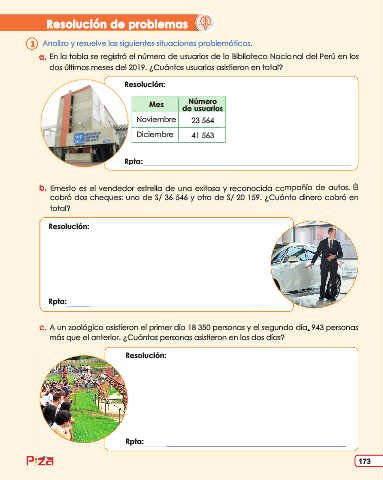 Resolución de problemas
1 Analiza y resuelve las siguientes situaciones problemáticas.
a. En la tabla se registró el número de usuarios de la Biblioteca Nacional del Perú en los
dos últimos meses del 2019. ¿Cuántos usuarios asistieron en total?
Resolución:
Mes Número de usuarios
Noviembre 23 564
Diciembre 41 563
Rpta:
b. Ernesto es el vendedor estrella de una exitosa y reconocida compañía de autos. Él
cobró dos cheques: uno de S/ 36 546 y otro de S/ 20 159. ¿Cuánto dinero cobró en
total?
Resolución:
Rpta:
c. A un zoológico asistieron el primer día 18 350 personas y el segundo día, 943 personas
más que el anterior. ¿Cuántas personas asistieron en los dos días?
Resolución:
Rpta:
173